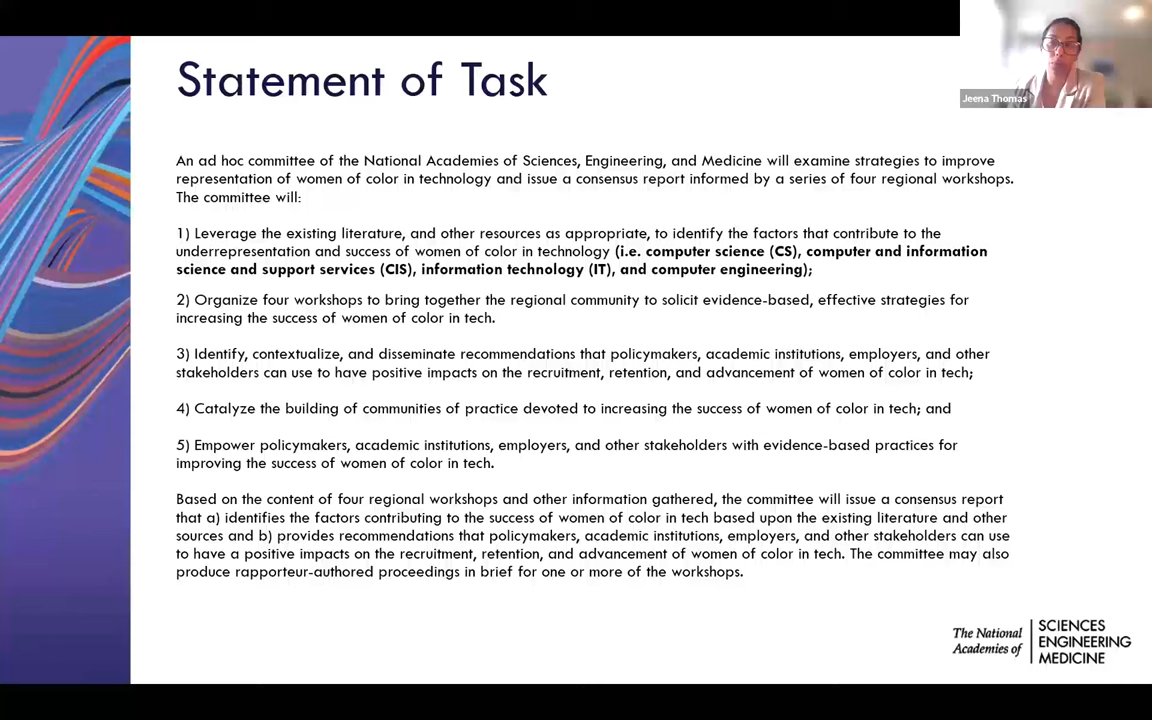 Statement of Task
Jeena Thomas
An ad hoc committee of the National Academies of Sciences, Engineering, and Medicine will examine strategies to improve
representation of women of color in technology and issue a consensus report informed by a series of four regional workshops.
The committee will:
1) Leverage the existing literature, and other resources as appropriate, to identify the factors that contribute to the
underrepresentation and success of women of color in technology (i.e. computer science (CS), computer and information
science and support services (CIS), information technology (IT), and computer engineering);
2) Organize four workshops to bring together the regional community to solicit evidence-based, effective strategies for
increasing the success of women of color in tech.
3) Identify, contextualize, and disseminate recommendations that policymakers, academic institutions, employers, and other
stakeholders can use to have positive impacts on the recruitment, retention, and advancement of women of color in tech;
4) Catalyze the building of communities of practice devoted to increasing the success of women of color in tech; and
5) Empower policymakers, academic institutions, employers, and other stakeholders with evidence-based practices for
improving the success of women of color in tech.
Based on the content of four regional workshops and other information gathered, the committee will issue a consensus report
that a) identifies the factors contributing to the success of women of color in tech based upon the existing literature and other
sources and b) provides recommendations that policymakers, academic institutions, employers, and other stakeholders can use
to have a positive impacts on the recruitment, retention, and advancement of women of color in tech. The committee may also
produce rapporteur-authored proceedings in brief for one or more of the workshops.
The National
Academies of
SCIENCES
ENGINEERING
MEDICINE